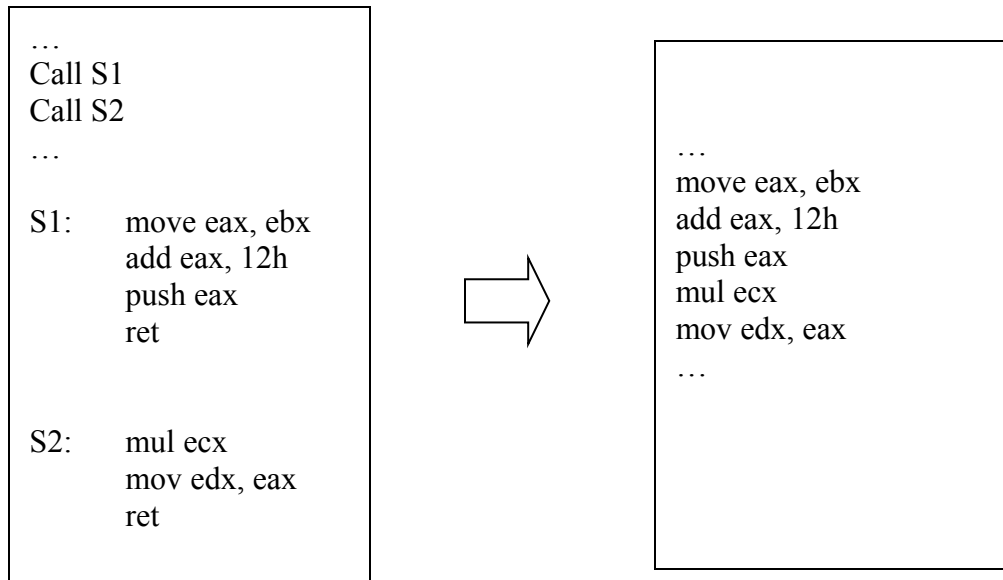 …
Call S1
Call S2
…
S1: move eax, ebx
add eax, 12h
push eax
ret
S2: mul ecx
mov edx, eax
ret
…
move eax, ebx
add eax, 12h
push eax
mul ecx
mov edx, eax
…